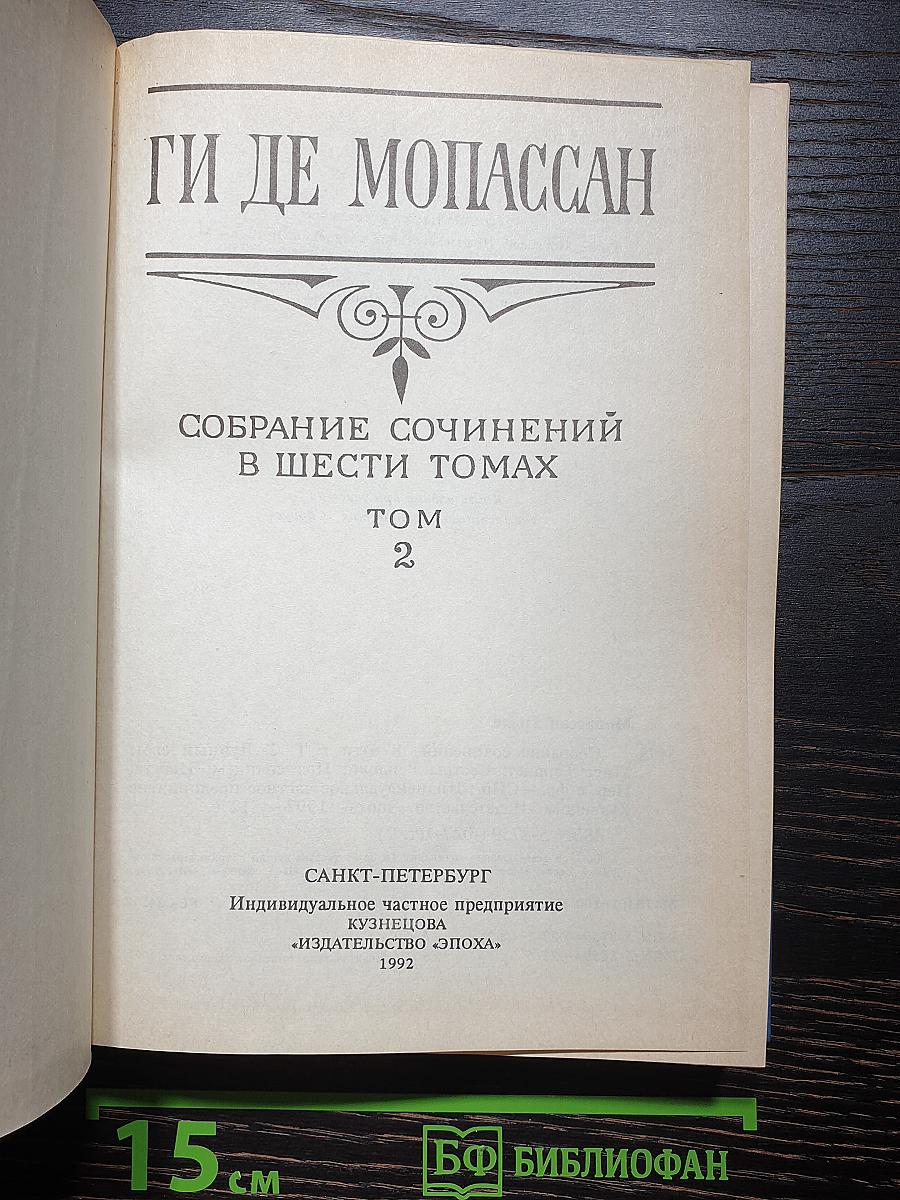 ГИ ДЕ МОПАССАН
СОБРАНИЕ СОЧИНЕНИЙ
В ШЕСТИ ТОМАХ
ТОМ
2
САНКТ-ПЕТЕРБУРГ
Индивидуальное частное предприятие
КУЗНЕЦОВА
«ИЗДАТЕЛЬСТВО «ЭПОХА»
1992
15 см
БФ БИБЛИОФАН